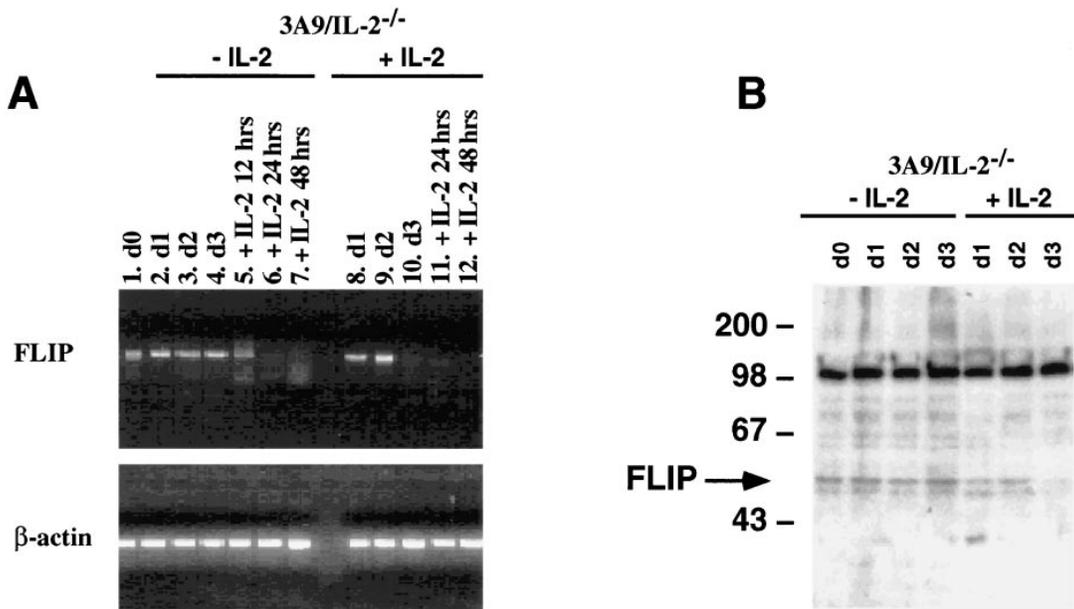 A
3A9/IL-2-/-
- IL-2
+ IL-2
1. d0
2. d1
3. d2
4. d3
5. + IL-2 12 hrs
6. + IL-2 24 hrs
7. + IL-2 48 hrs
8. d1
9. d2
10. d3
11. + IL-2 24 hrs
12. + IL-2 48 hrs
FLIP
β-actin
B
3A9/IL-2-/-
- IL-2
+ IL-2
d0
d1
d2
d3
d1
d2
d3
200 –
98 –
67 –
FLIP
43 –